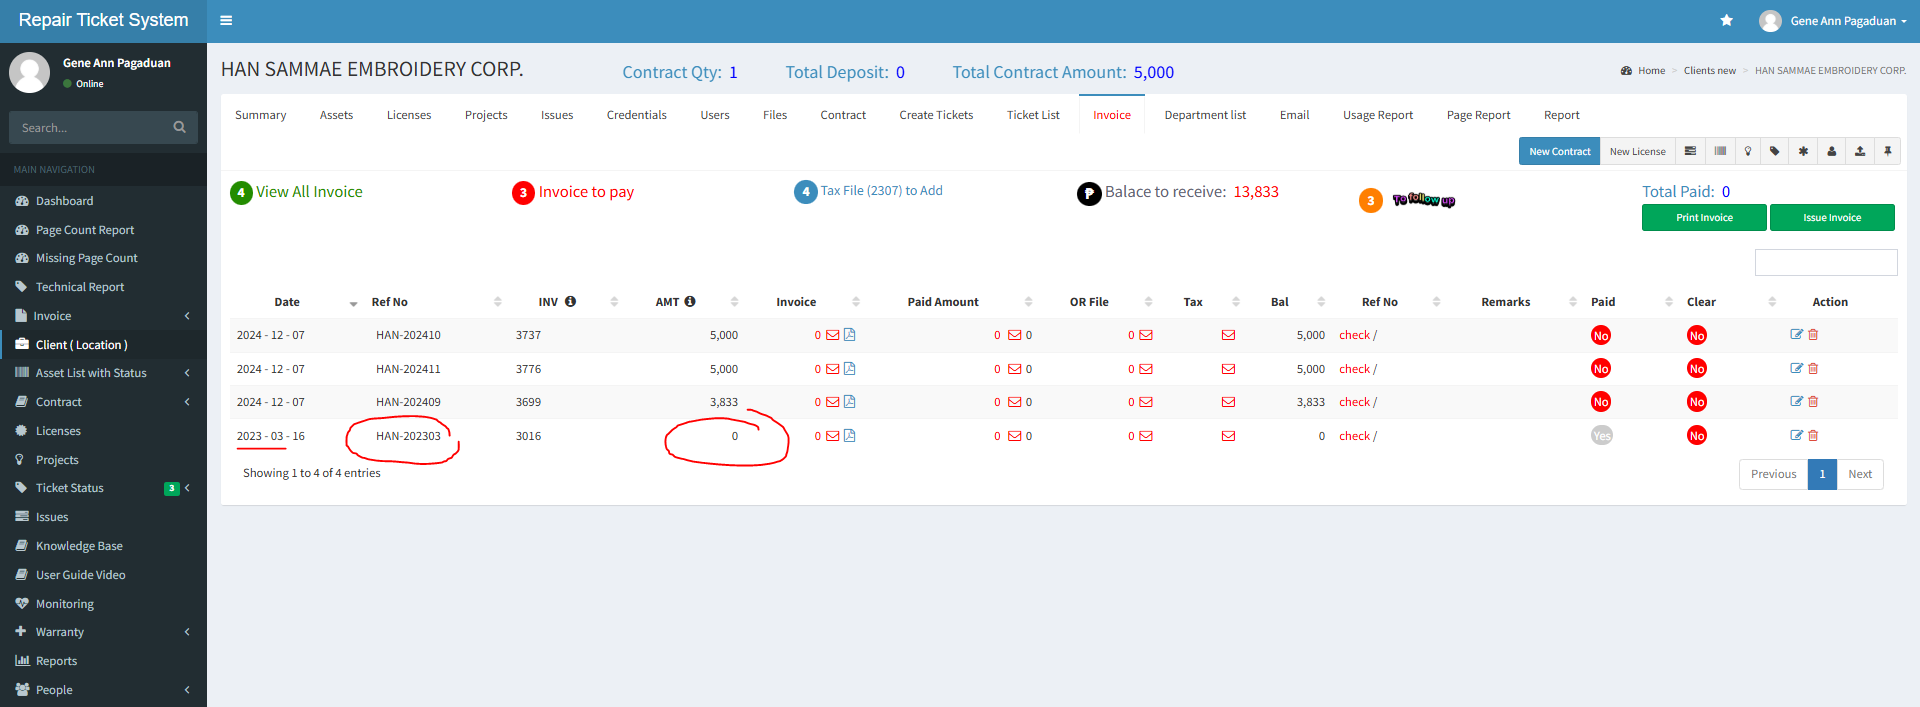 Repair Ticket System
Gene Ann Pagaduan
Gene Ann Pagaduan
Online
Search...
MAIN NAVIGATION
Dashboard
Page Count Report
Missing Page Count
Technical Report
Invoice
Client ( Location )
Asset List with Status
Contract
Licenses
Projects
Ticket Status 3
Issues
Knowledge Base
User Guide Video
Monitoring
Warranty
Reports
People
HAN SAMMAE EMBROIDERY CORP. Contract Qty: 1 Total Deposit: 0 Total Contract Amount: 5,000
Home > Clients new > HAN SAMMAE EMBROIDERY CORP.
Summary Assets Licenses Projects Issues Credentials Users Files Contract Create Tickets Ticket List Invoice Department list Email Usage Report Page Report Report
New Contract New License
4 View All Invoice 3 Invoice to pay 4 Tax File (2307) to Add ₱ Balace to receive: 13,833 3 To follow up Total Paid: 0
Print Invoice Issue Invoice
Date Ref No INV AMT Invoice Paid Amount OR File Tax Bal Ref No Remarks Paid Clear Action
2024 - 12 - 07 HAN-202410 3737 5,000 0 0 0 0 5,000 check / No No
2024 - 12 - 07 HAN-202411 3776 5,000 0 0 0 0 5,000 check / No No
2024 - 12 - 07 HAN-202409 3699 3,833 0 0 0 0 3,833 check / No No
2023 - 03 - 16 HAN-202303 3016 0 0 0 0 0 0 check / Yes No
Showing 1 to 4 of 4 entries
Previous 1 Next